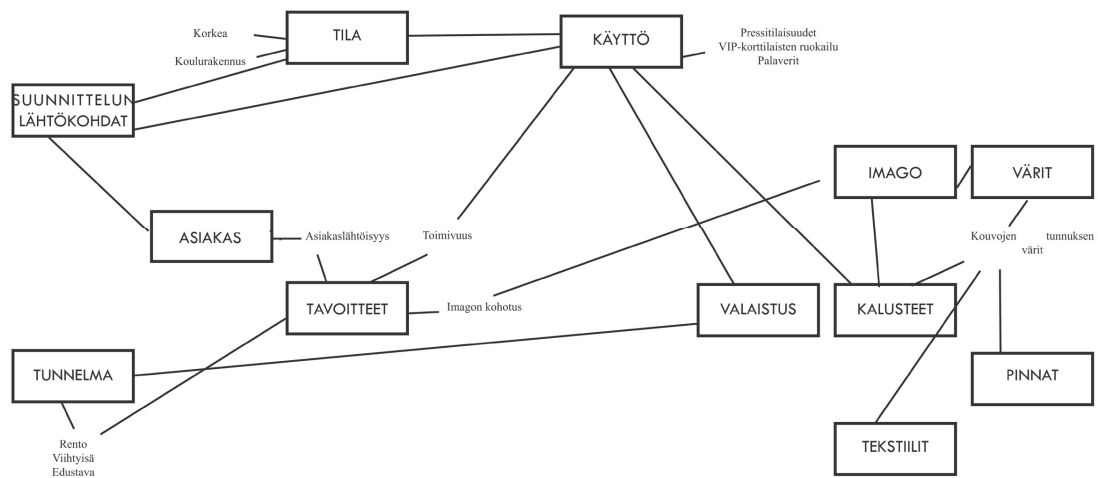 Korkea
TILA
KÄYTTÖ
Koulurakennus
Pressitilaisuudet
VIP-korttilaisten ruokailu
Palaverit
SUUNNITTELUN
LÄHTÖKOHDAT
IMAGO
VÄRIT
ASIAKAS
Asiakaslähtöisyys
Toimivuus
Kouvojen tunnuksen
värit
TAVOITTEET
Imagon kohotus
VALAISTUS
KALUSTEET
TUNNELMA
PINNAT
Rento
Viihtyisä
Edustava
TEKSTIILIT